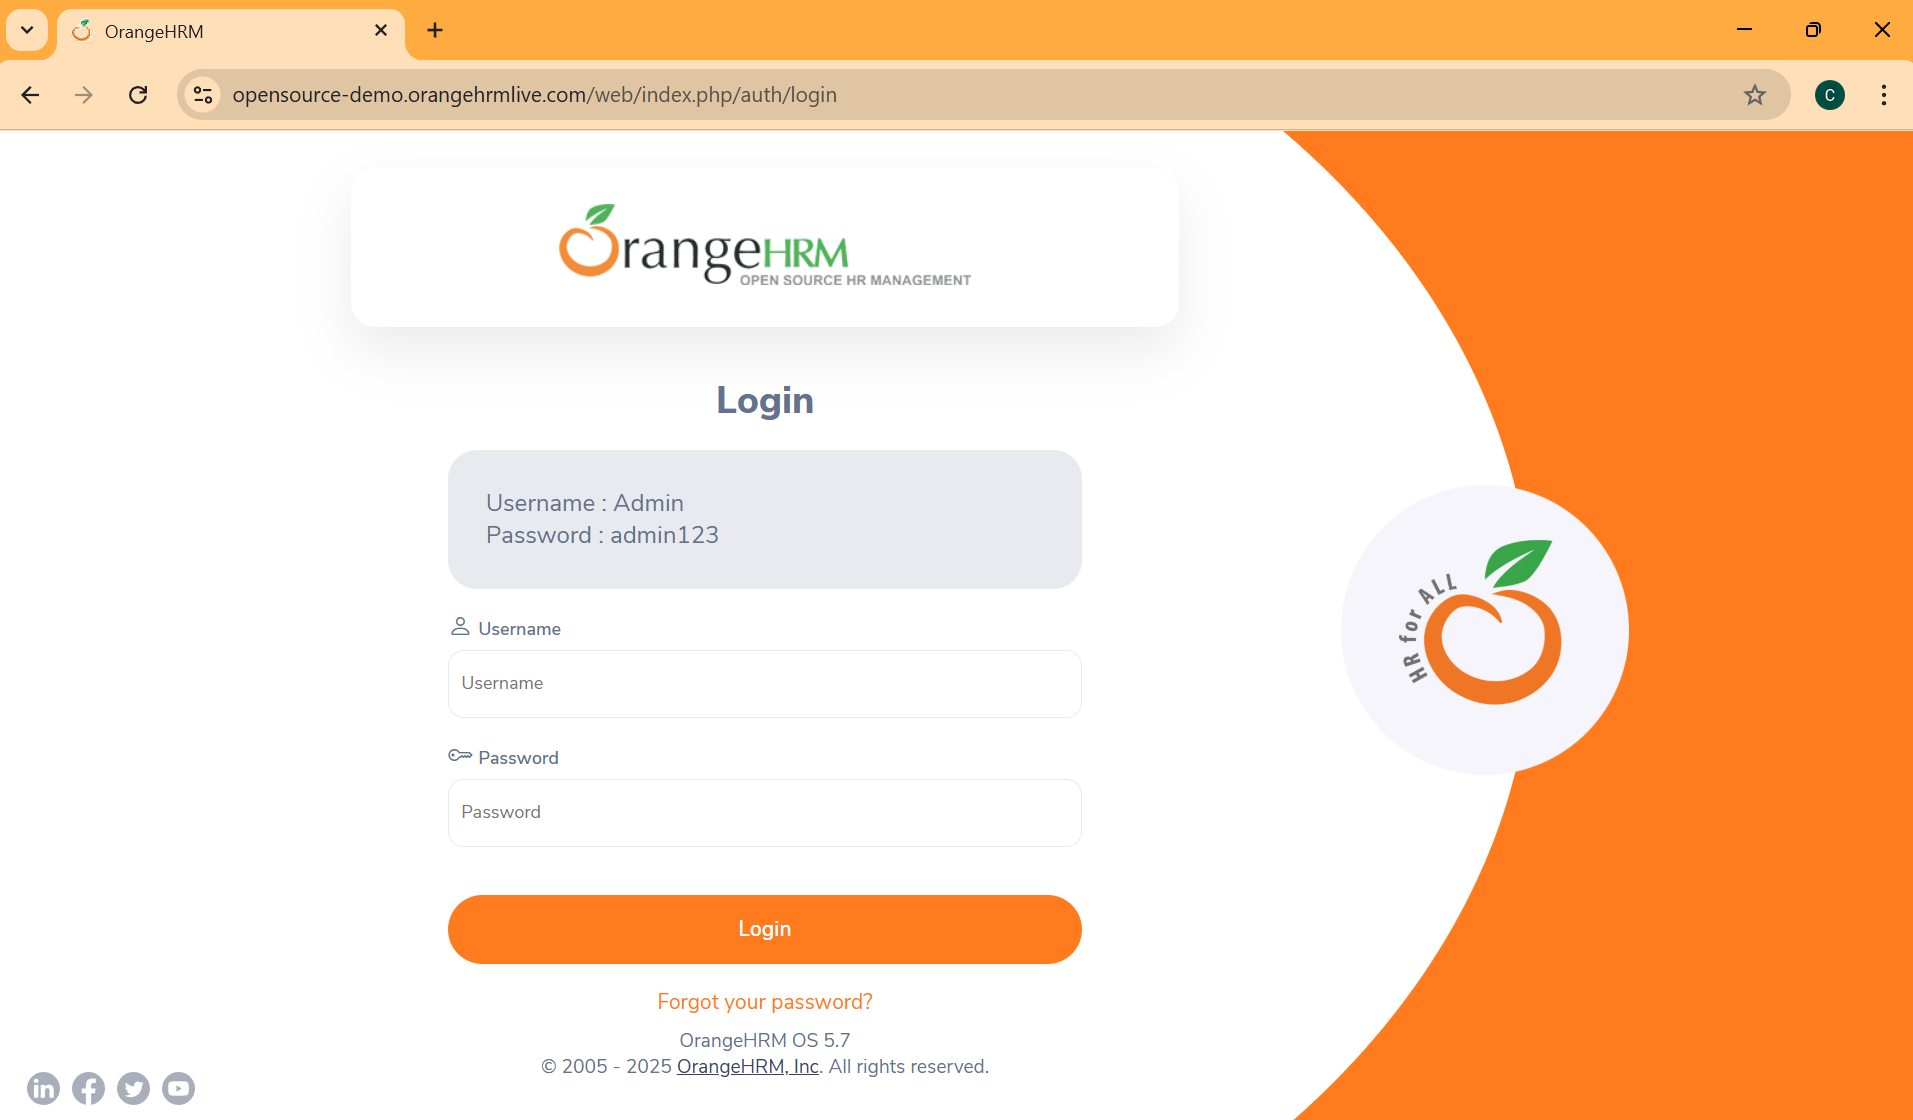 OrangeHRM
opensource-demo.orangehrmlive.com/web/index.php/auth/login
C
OrangeHRM
OPEN SOURCE HR MANAGEMENT
Login
Username : Admin
Password : admin123
Username
Username
Password
Password
Login
Forgot your password?
OrangeHRM OS 5.7
© 2005 - 2025 OrangeHRM, Inc. All rights reserved.
HR for ALL
in